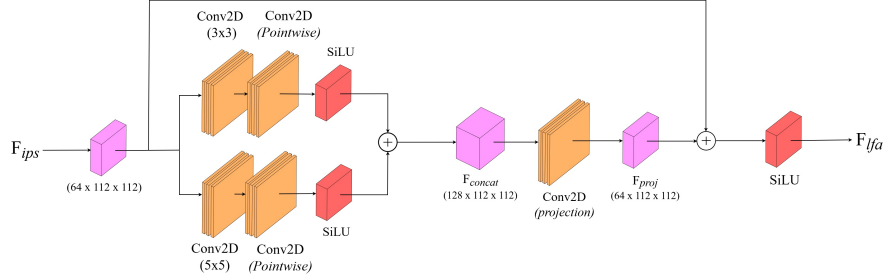 Conv2D
(3x3)
Conv2D
(Pointwise)
SiLU
F_ips
(64 x 112 x 112)
Conv2D
(5x5)
Conv2D
(Pointwise)
SiLU
F_concat
(128 x 112 x 112)
Conv2D
(projection)
F_proj
(64 x 112 x 112)
SiLU
F_lfa